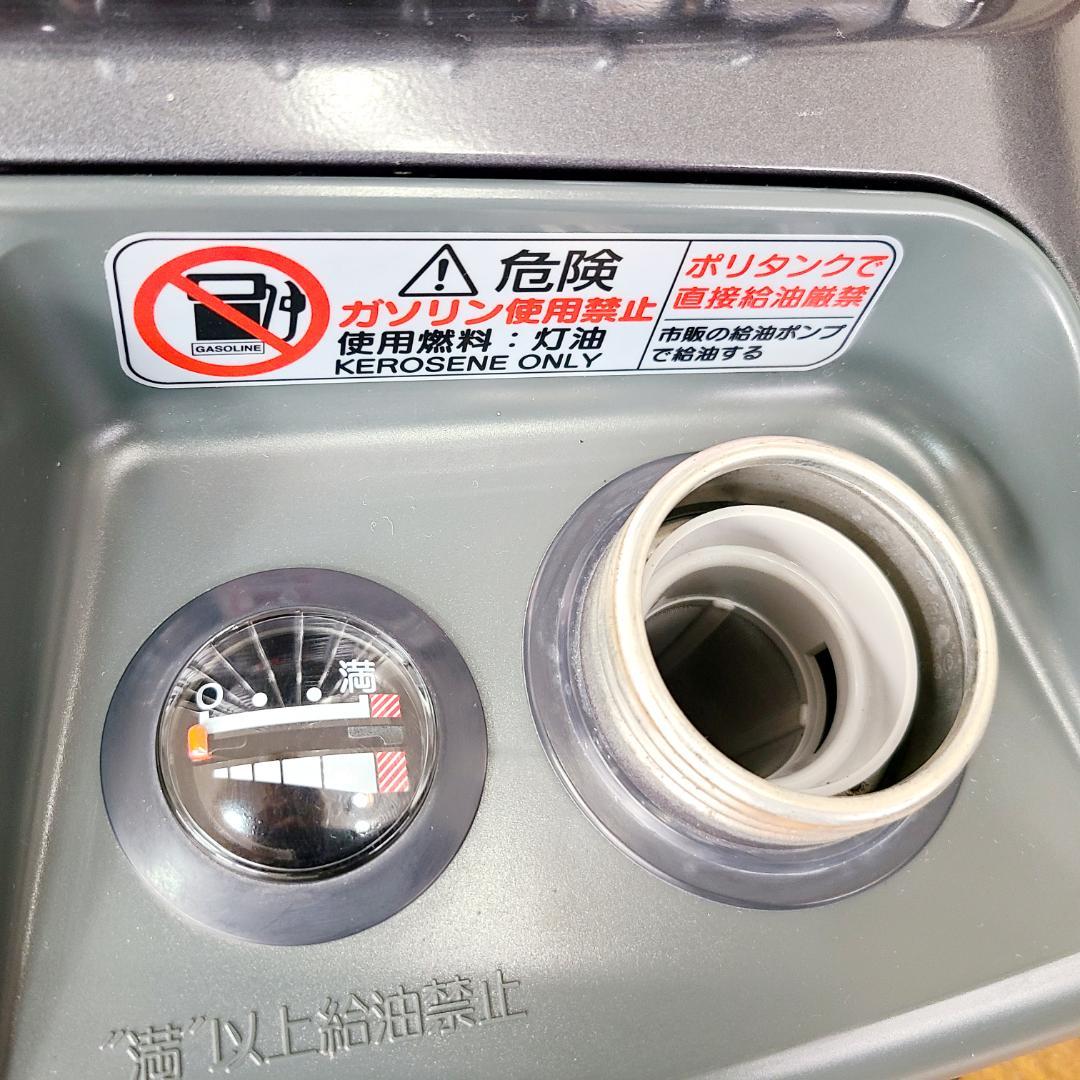 GASOLINE
危険
ガソリン使用禁止
使用燃料：灯油
KEROSENE ONLY
ポリタンクで
直接給油厳禁
市販の給油ポンプ
で給油する
0
満
"満"以上給油禁止